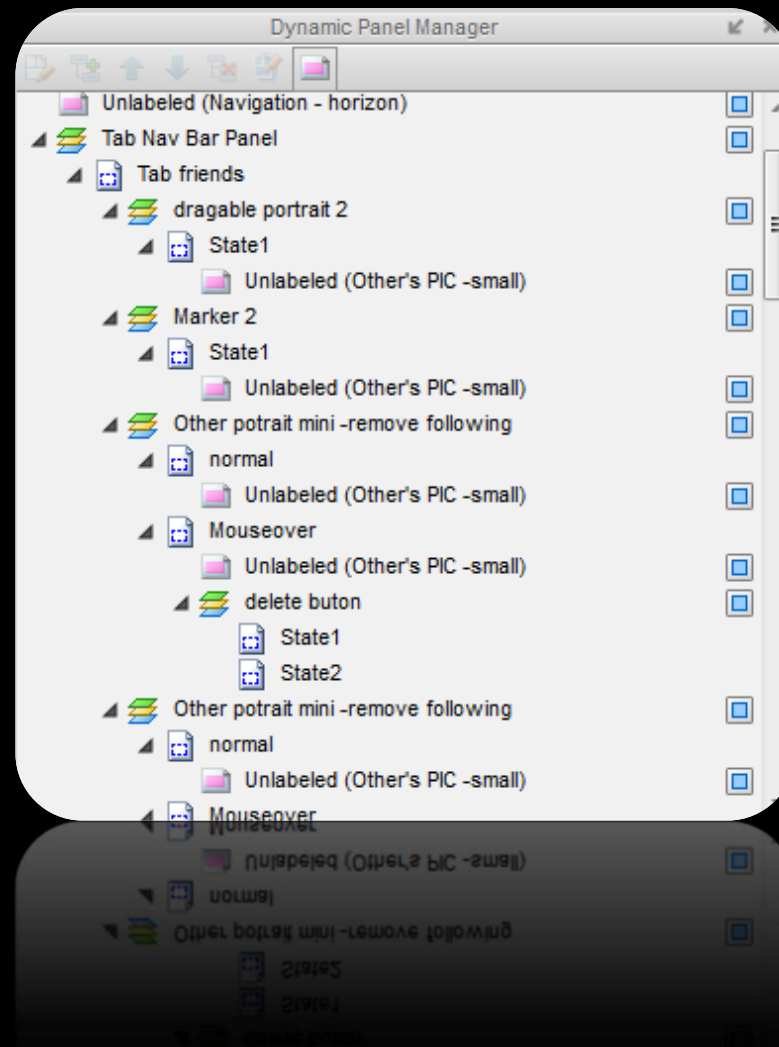 Dynamic Panel Manager
Unlabeled (Navigation - horizon)
Tab Nav Bar Panel
Tab friends
dragable portrait 2
State1
Unlabeled (Other's PIC -small)
Marker 2
State1
Unlabeled (Other's PIC -small)
Other potrait mini -remove following
normal
Unlabeled (Other's PIC -small)
Mouseover
Unlabeled (Other's PIC -small)
delete buton
State1
State2
Other potrait mini -remove following
normal
Unlabeled (Other's PIC -small)
Mouseover